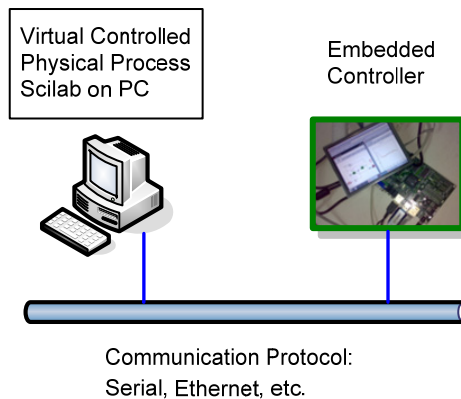 Virtual Controlled
Physical Process
Scilab on PC
Embedded
Controller
Communication Protocol:
Serial, Ethernet, etc.